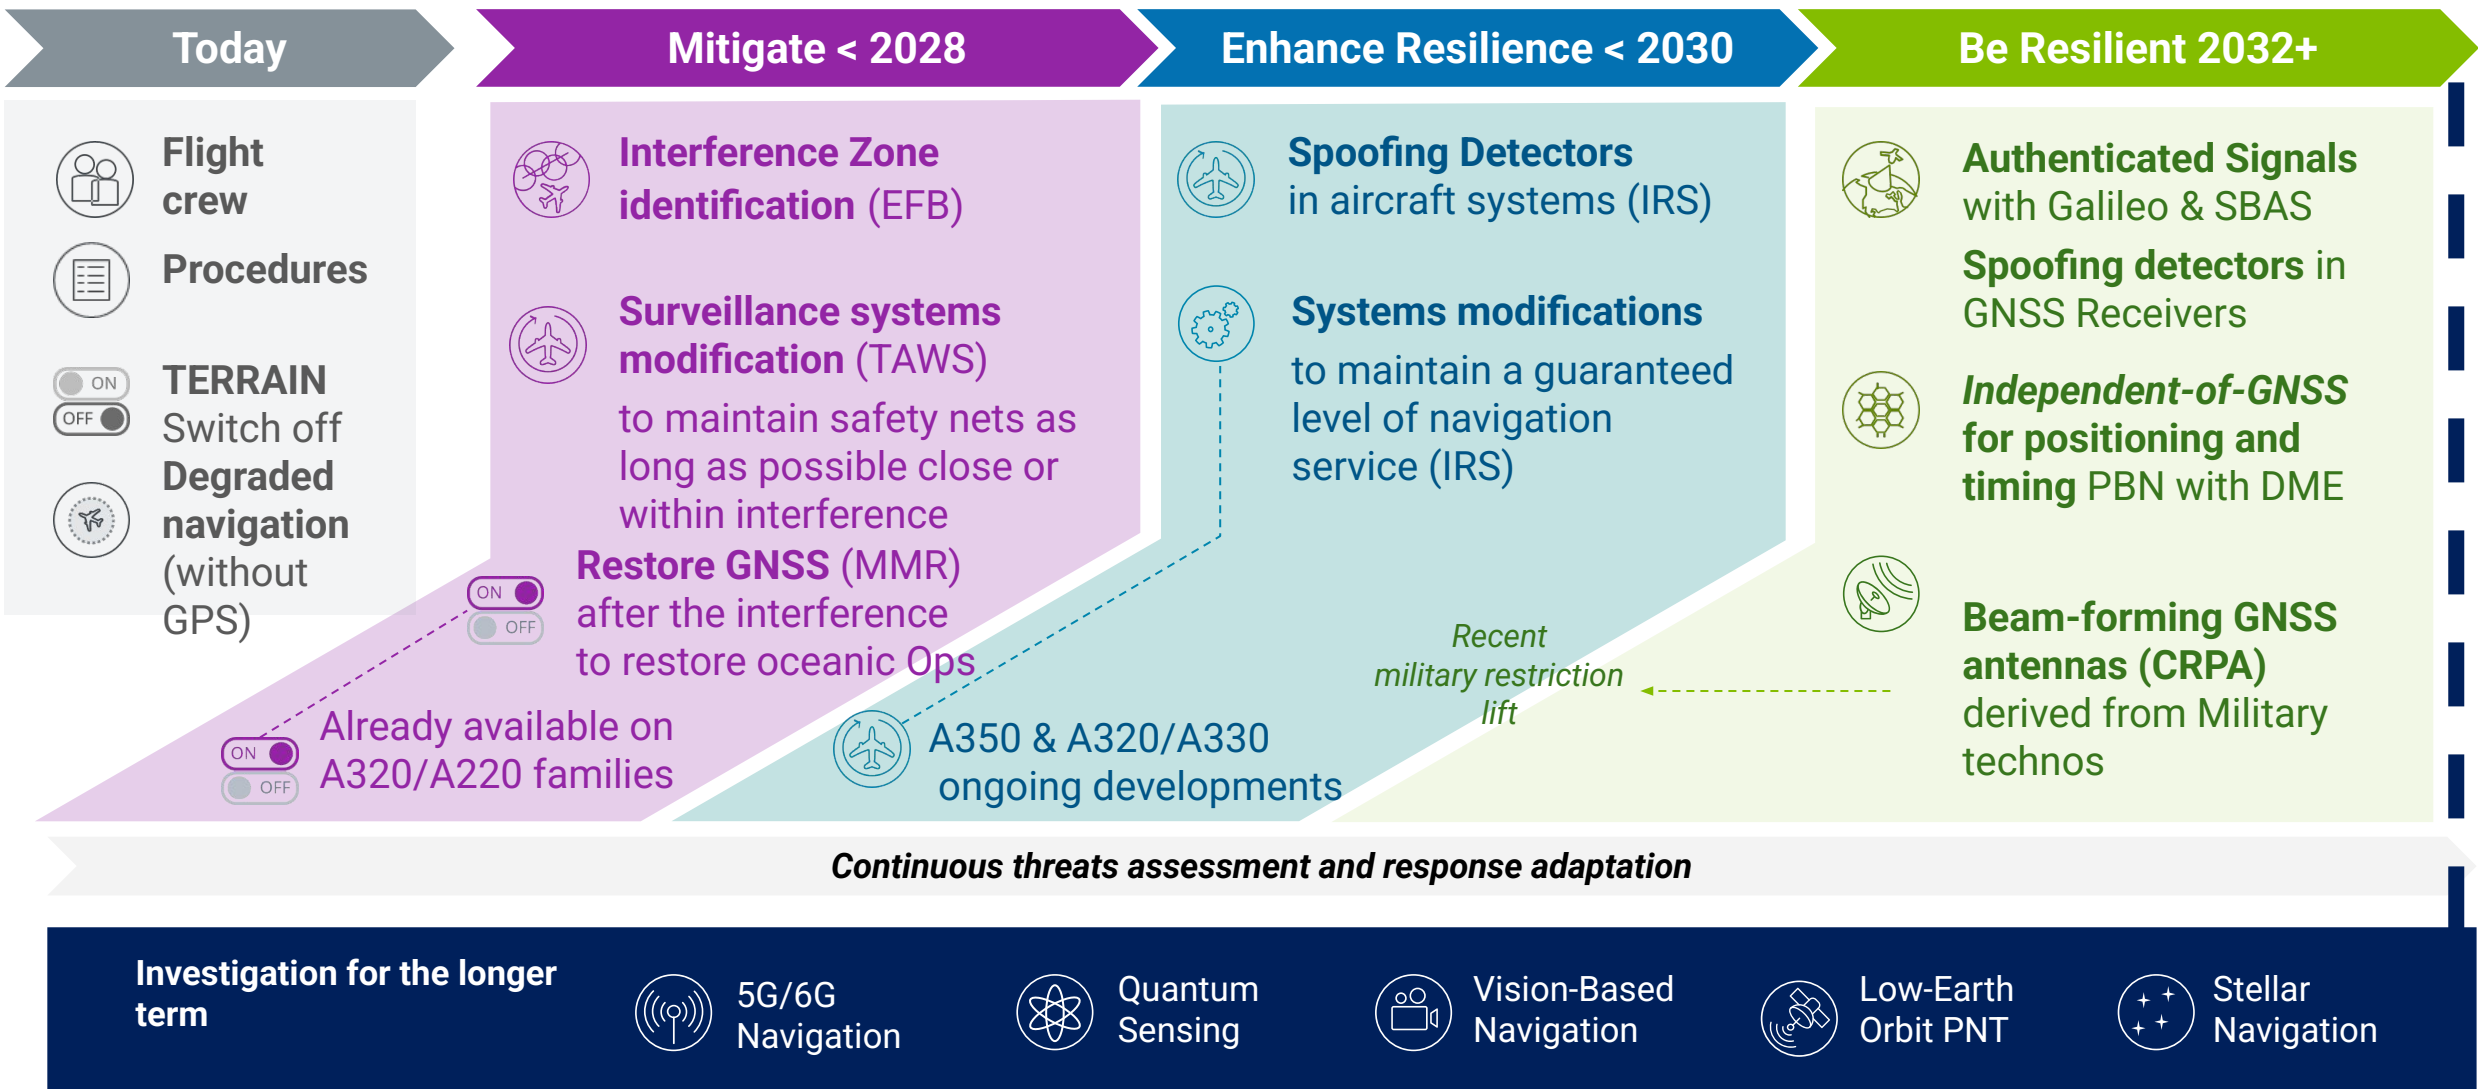 Today
Mitigate < 2028
Enhance Resilience < 2030
Be Resilient 2032+
Flight
crew
Procedures
ON
OFF
TERRAIN
Switch off
Degraded
navigation
(without
GPS)
Interference Zone
identification (EFB)
Surveillance systems
modification (TAWS)
to maintain safety nets as
long as possible close or
within interference
ON
OFF
Restore GNSS (MMR)
after the interference
to restore oceanic Ops
ON
OFF
Already available on
A320/A220 families
Spoofing Detectors
in aircraft systems (IRS)
Systems modifications
to maintain a guaranteed
level of navigation
service (IRS)
A350 & A320/A330
ongoing developments
Authenticated Signals
with Galileo & SBAS
Spoofing detectors in
GNSS Receivers
Independent-of-GNSS
for positioning and
timing PBN with DME
Beam-forming GNSS
antennas (CRPA)
derived from Military
technos
Recent
military restriction
lift
Continuous threats assessment and response adaptation
Investigation for the longer
term
5G/6G
Navigation
Quantum
Sensing
Vision-Based
Navigation
Low-Earth
Orbit PNT
Stellar
Navigation